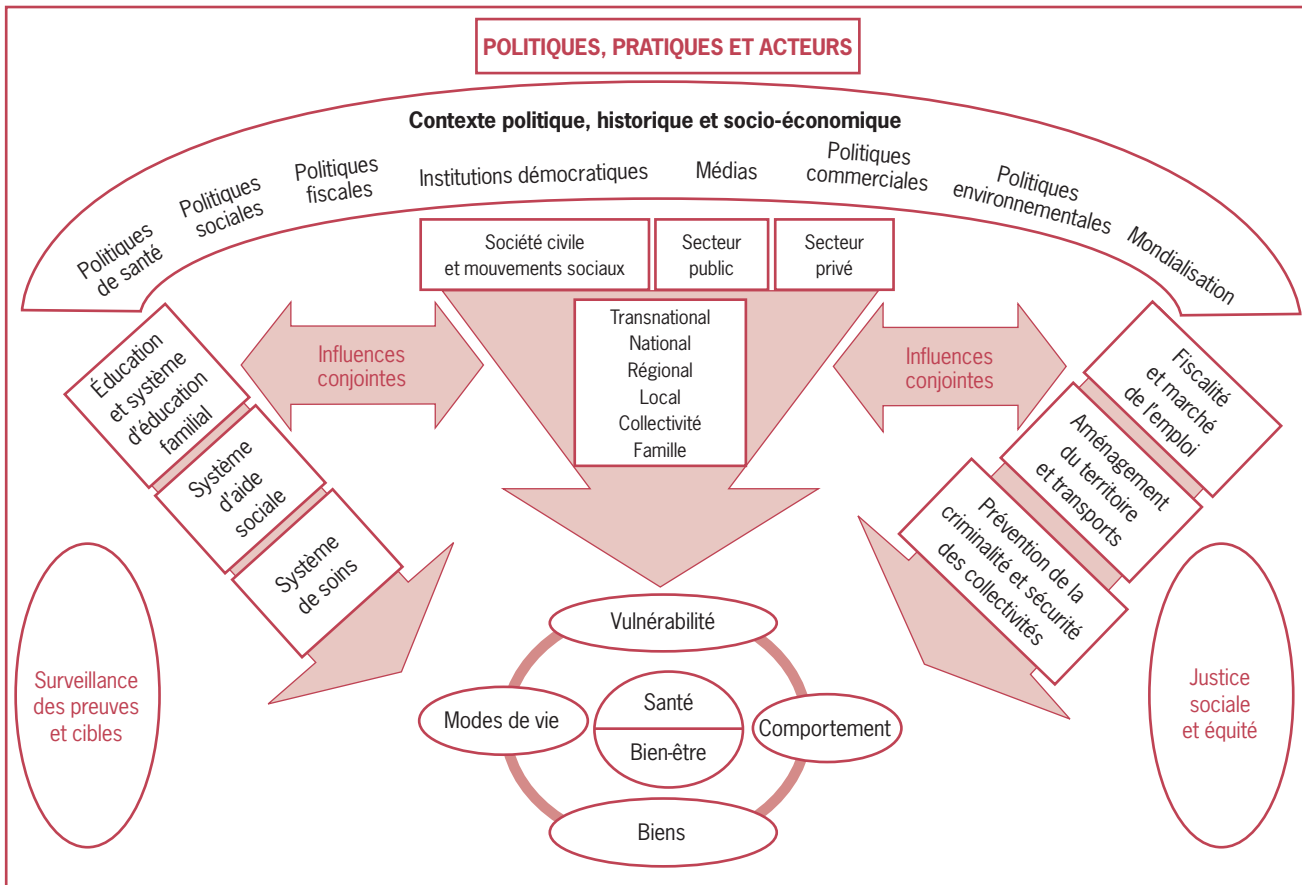 POLITIQUES, PRATIQUES ET ACTEURS
Contexte politique, historique et socio-économique
Politiques
de santé
Politiques
sociales
Politiques
fiscales
Institutions démocratiques
Médias
Politiques
commerciales
Politiques
environnementales
Mondialisation
Société civile
et mouvements sociaux
Secteur
public
Secteur
privé
Transnational
National
Régional
Local
Collectivité
Famille
Influences
conjointes
Influences
conjointes
Éducation
et système
d'éducation
familial
Système
d'aide
sociale
Système
de soins
Fiscalité
et marché
de l'emploi
Aménagement
du territoire
et transports
Prévention de la
criminalité et sécurité
des collectivités
Surveillance
des preuves
et cibles
Vulnérabilité
Modes de vie
Santé
Bien-être
Comportement
Biens
Justice
sociale
et équité